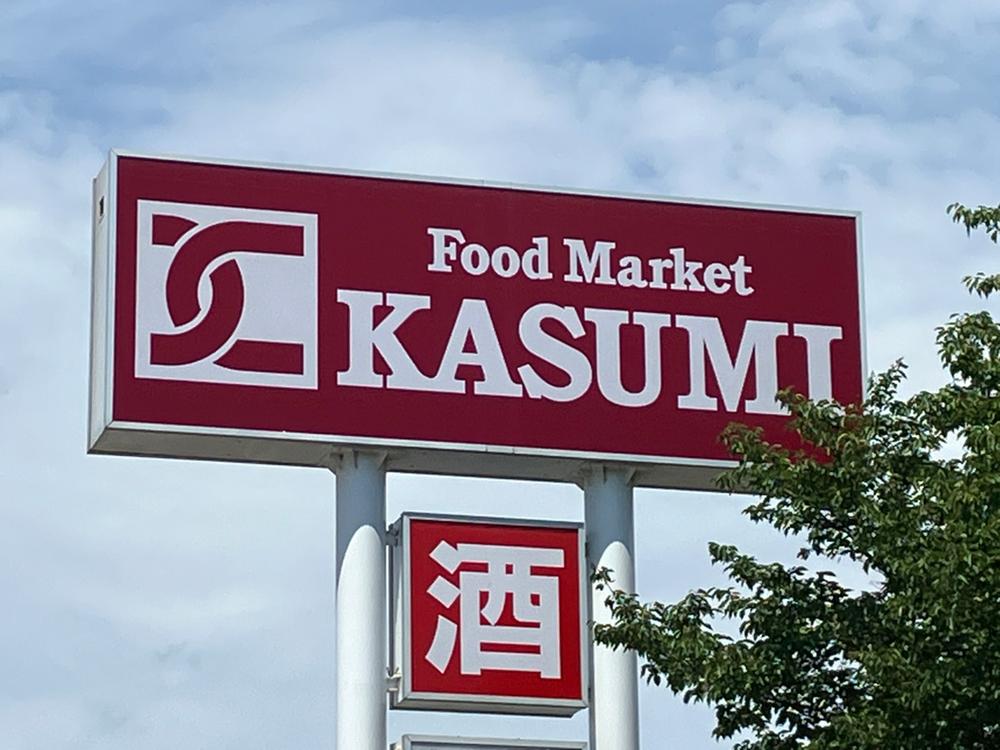 Food Market
KASUMI
酒